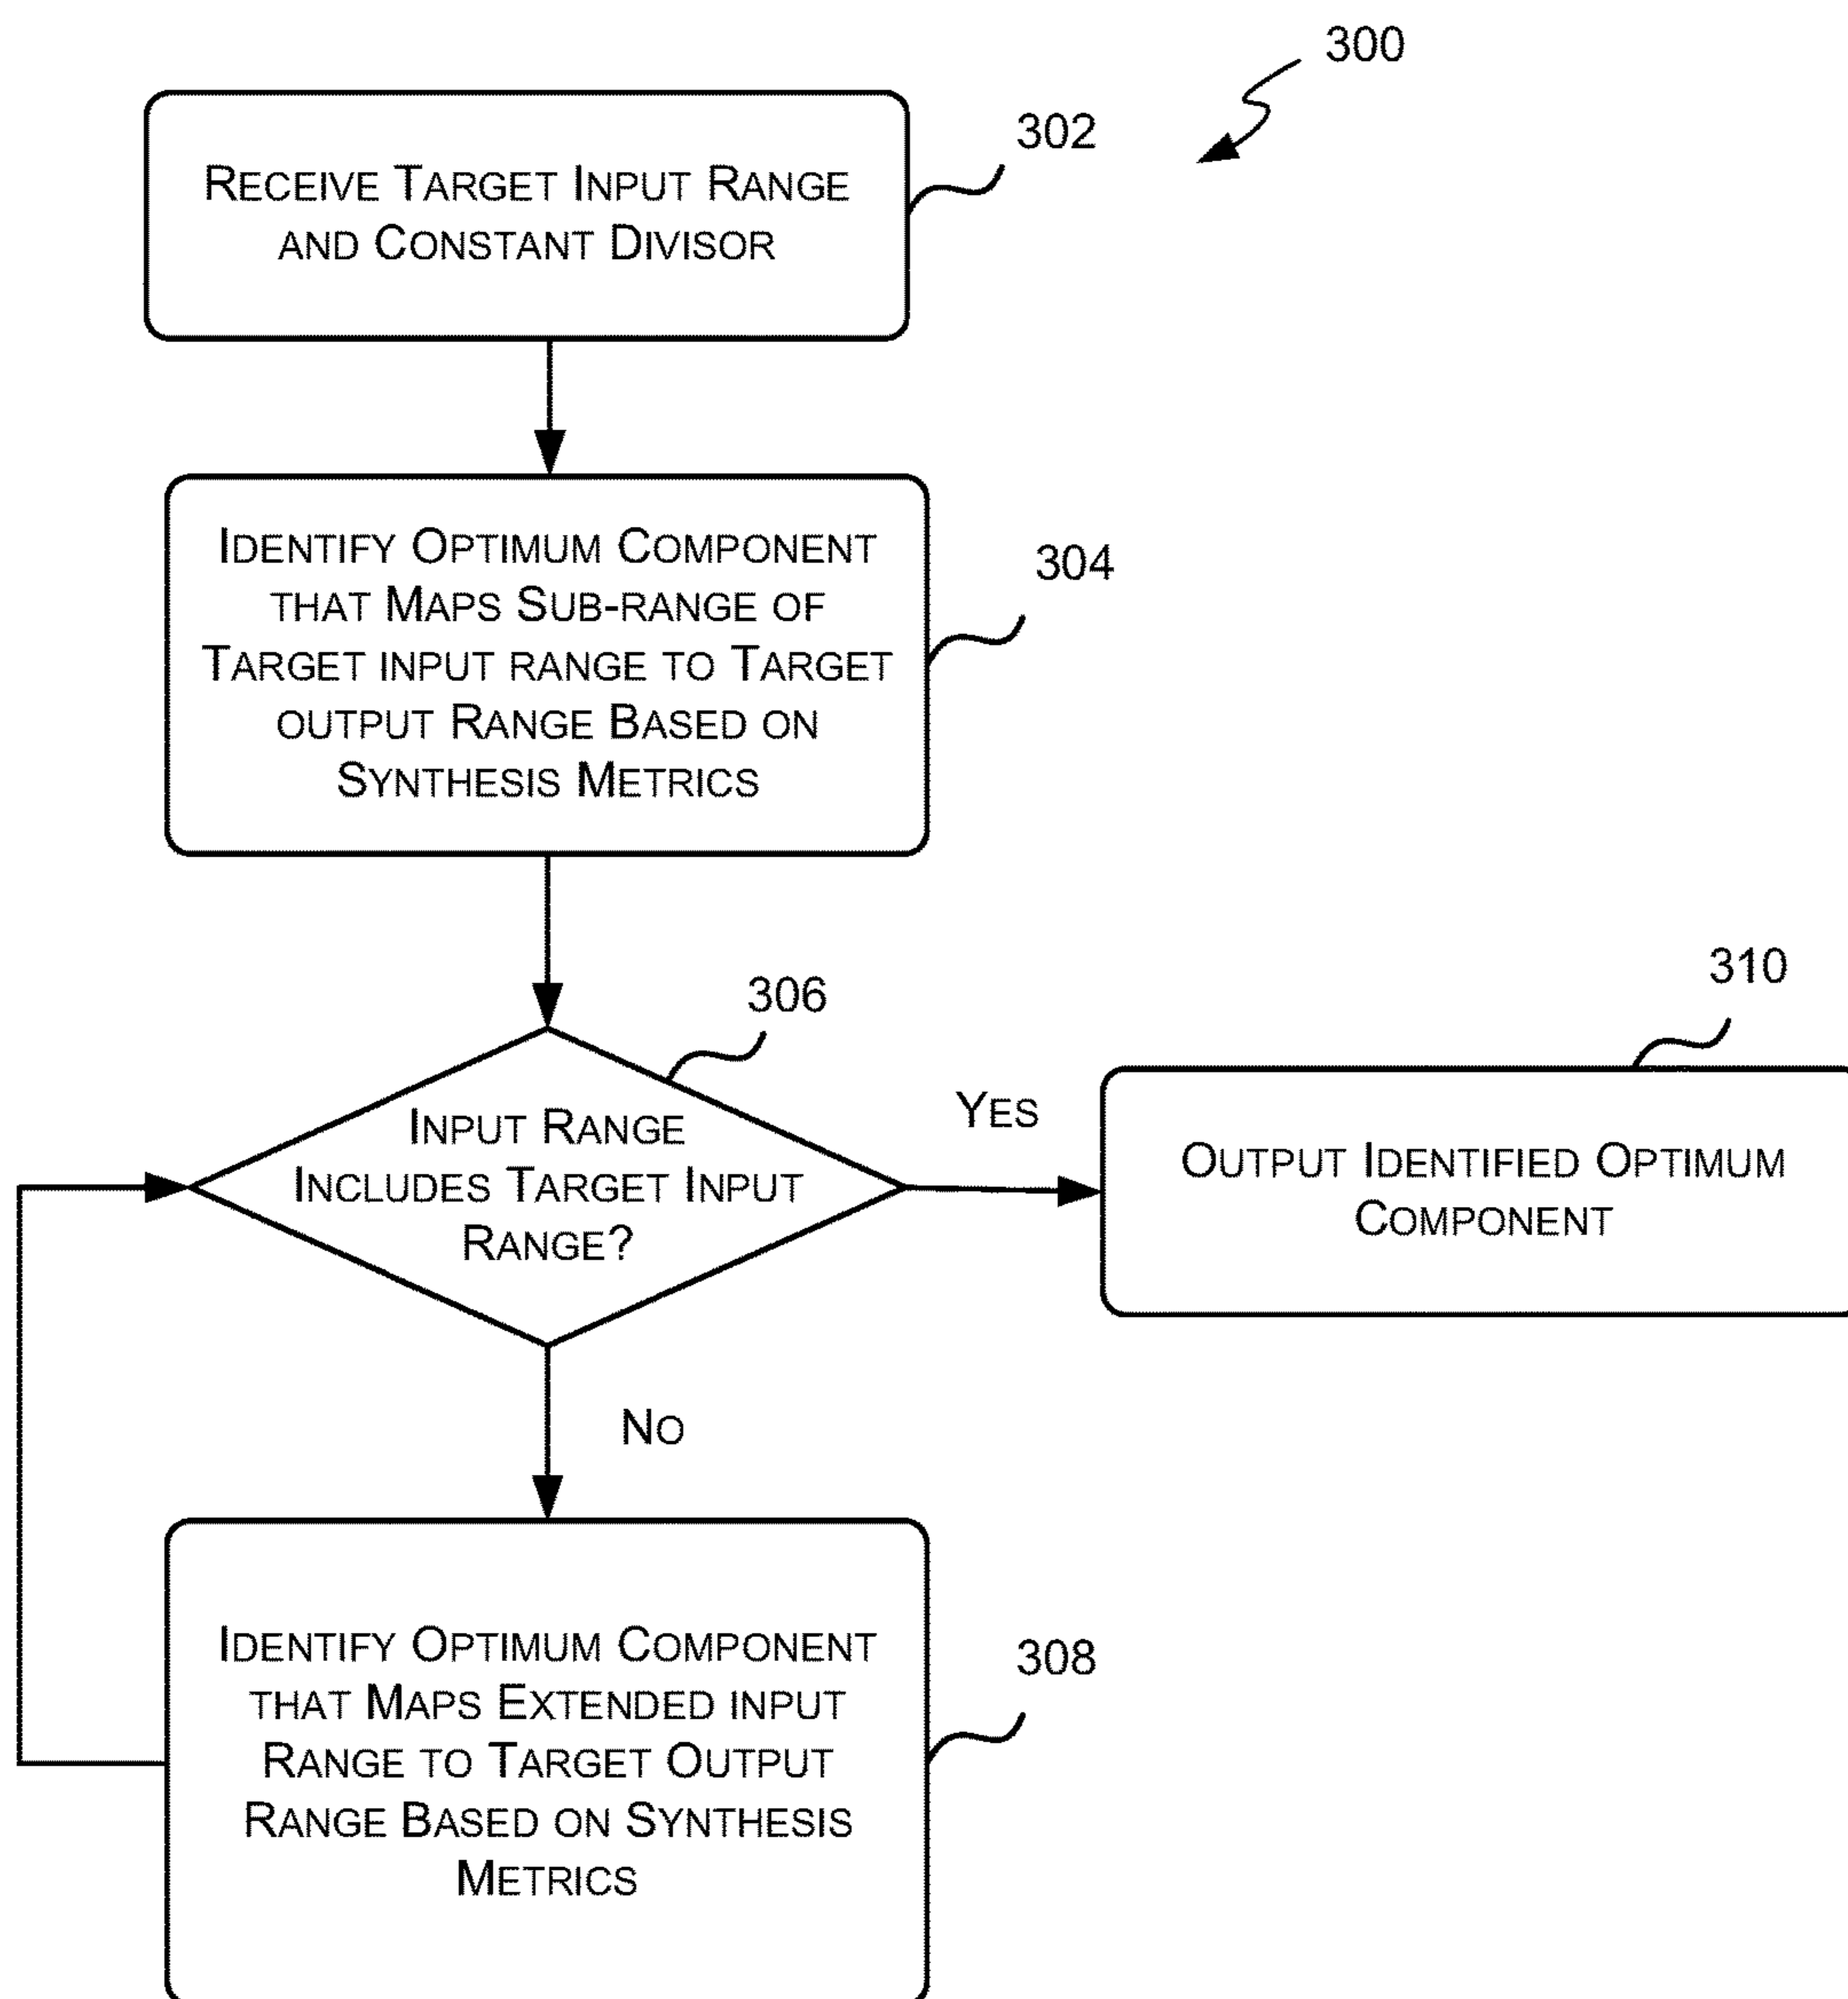 300
302
Receive Target Input Range
and Constant Divisor
304
Identify Optimum Component
that Maps Sub-range of
Target input range to Target
output Range Based on
Synthesis Metrics
306
Input Range
Includes Target Input
Range?
Yes
310
Output Identified Optimum
Component
No
308
Identify Optimum Component
that Maps Extended input
Range to Target Output
Range Based on Synthesis
Metrics